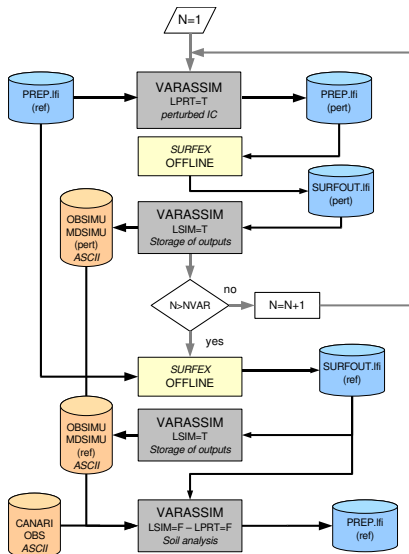 N=1
PREP.lfi
(ref)
VARASSIM
LPRT=T
perturbed IC
PREP.lfi
(pert)
SURFEX
OFFLINE
SURFOUT.lfi
(pert)
OBSIMU
MDSIMU
(pert)
ASCII
VARASSIM
LSIM=T
Storage of outputs
N>NVAR
no
N=N+1
yes
SURFEX
OFFLINE
SURFOUT.lfi
(ref)
OBSIMU
MDSIMU
(ref)
ASCII
VARASSIM
LSIM=T
Storage of outputs
CANARI
OBS
ASCII
VARASSIM
LSIM=F – LPRT=F
Soil analysis
PREP.lfi
(ref)